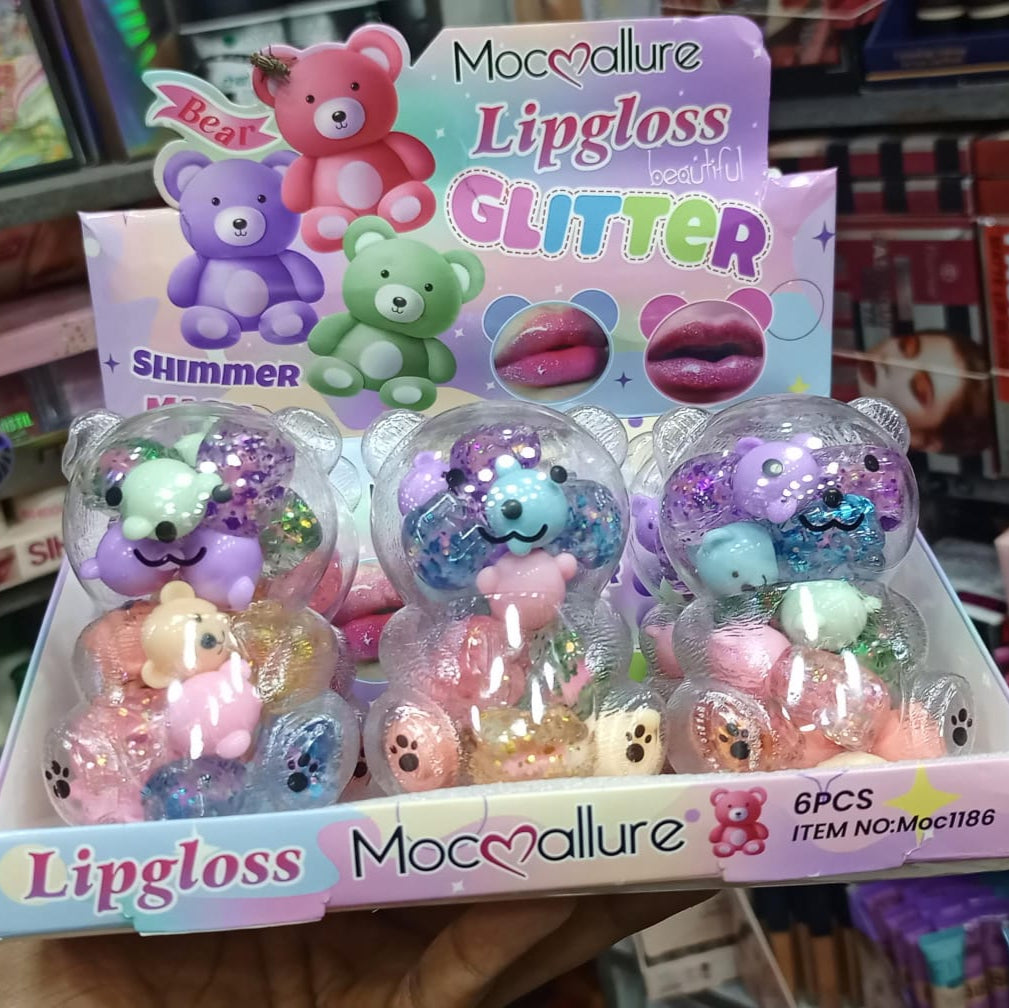 Mocallure
Bear
Lipgloss
beautiful
GLITTeR
SHimmer
6PCS
ITEM NO:Moc1186
Lipgloss
Mocallure